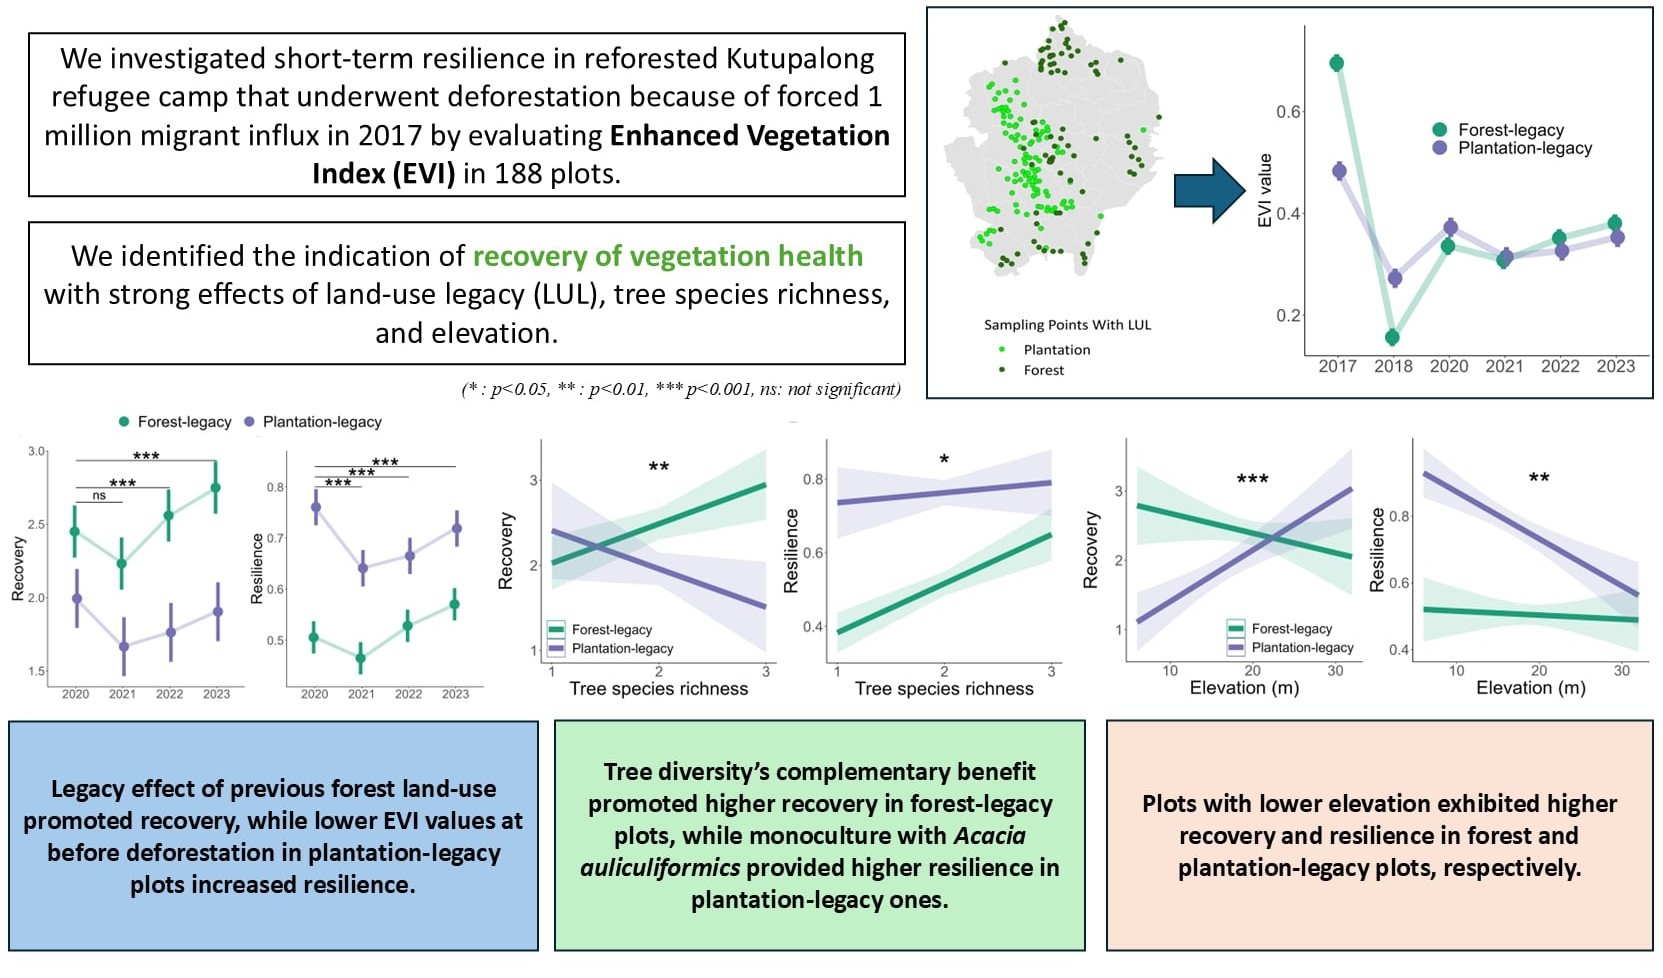 We investigated short-term resilience in reforested Kutupalong
refugee camp that underwent deforestation because of forced 1
million migrant influx in 2017 by evaluating Enhanced Vegetation
Index (EVI) in 188 plots.
We identified the indication of recovery of vegetation health
with strong effects of land-use legacy (LUL), tree species richness,
and elevation.
(* : p<0.05, ** : p<0.01, *** p<0.001, ns: not significant)
Sampling Points With LUL
Plantation
Forest
EVI value
0.6
0.4
0.2
Forest-legacy
Plantation-legacy
2017 2018 2020 2021 2022 2023
Forest-legacy Plantation-legacy
Recovery
3.0
2.5
2.0
1.5
***
***
ns
2020 2021 2022 2023
Resilience
0.8
0.7
0.6
0.5
***
***
***
2020 2021 2022 2023
Recovery
3
2
1
**
Forest-legacy
Plantation-legacy
1 2 3
Tree species richness
Resilience
0.8
0.6
0.4
*
1 2 3
Tree species richness
Recovery
3
2
1
***
Forest-legacy
Plantation-legacy
10 20 30
Elevation (m)
Resilience
0.8
0.6
0.4
**
10 20 30
Elevation (m)
Legacy effect of previous forest land-use
promoted recovery, while lower EVI values at
before deforestation in plantation-legacy
plots increased resilience.
Tree diversity’s complementary benefit
promoted higher recovery in forest-legacy
plots, while monoculture with Acacia
auliculiformics provided higher resilience in
plantation-legacy ones.
Plots with lower elevation exhibited higher
recovery and resilience in forest and
plantation-legacy plots, respectively.